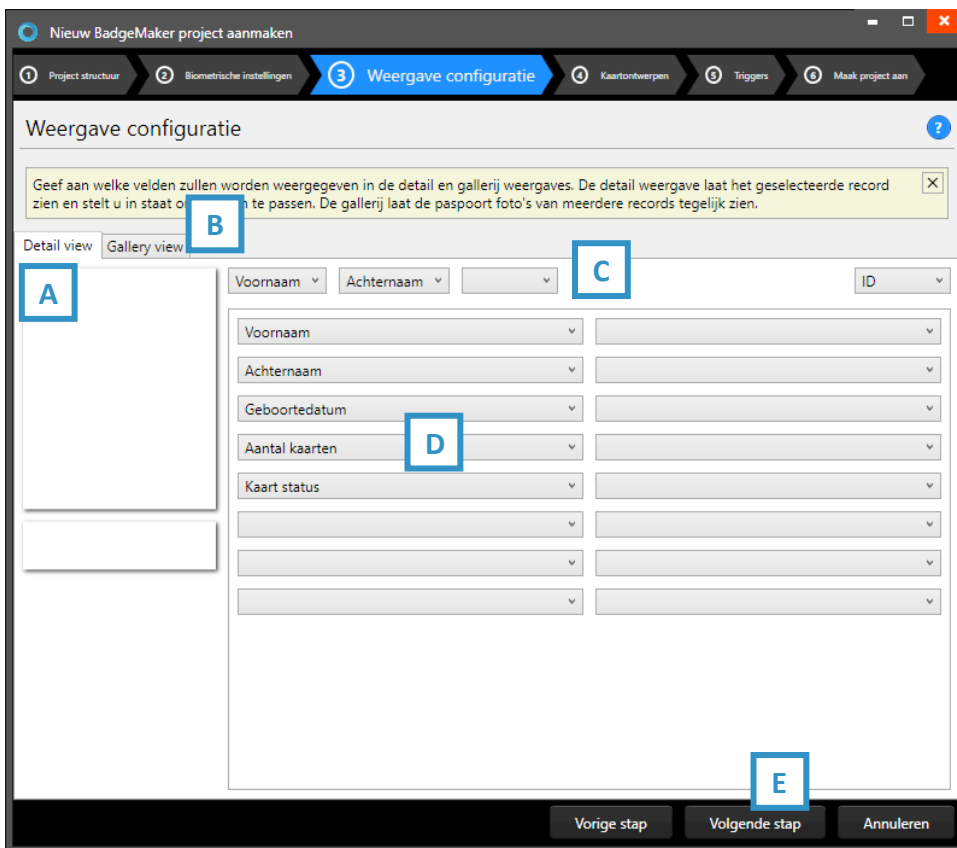 Nieuw BadgeMaker project aanmaken
1 Project structuur 2 Biometrische instellingen 3 Weergave configuratie 4 Kaartontwerpen 5 Triggers 6 Maak project aan
Weergave configuratie ?
Geef aan welke velden zullen worden weergegeven in de detail en gallerij weergaves. De detail weergave laat het geselecteerde record
zien en stelt u in staat te passen. De gallerij laat de paspoort foto's van meerdere records tegelijk zien.
B
Detail view Gallery view
A
Voornaam Achternaam C ID
Voornaam
Achternaam
Geboortedatum
D
Aantal kaarten
Kaart status
E
Vorige stap Volgende stap Annuleren